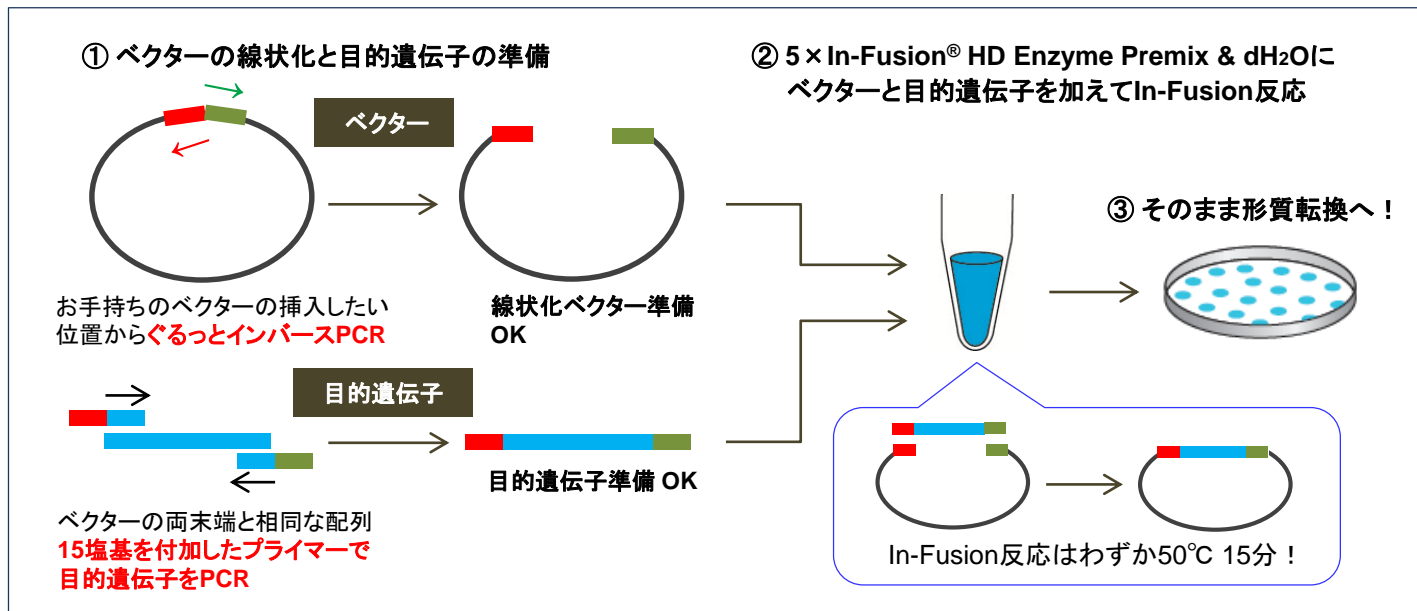 ① ベクターの線状化と目的遺伝子の準備
ベクター
お手持ちのベクターの挿入したい
位置からぐるっとインバースPCR
線状化ベクター準備
OK
目的遺伝子
目的遺伝子準備 OK
ベクターの両末端と相同な配列
15塩基を付加したプライマーで
目的遺伝子をPCR
② 5×In-Fusion® HD Enzyme Premix & dH₂Oに
ベクターと目的遺伝子を加えてIn-Fusion反応
③ そのまま形質転換へ！
In-Fusion反応はわずか50℃ 15分！